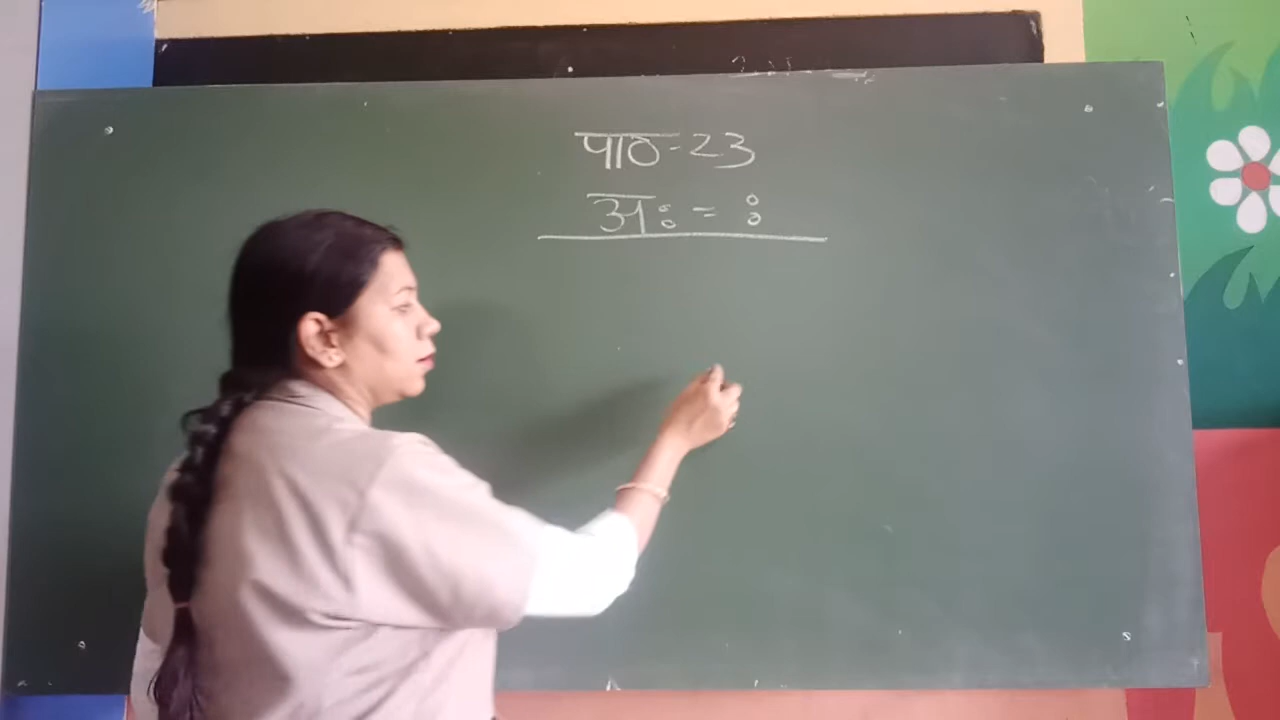 पाठ-23
अः = ः